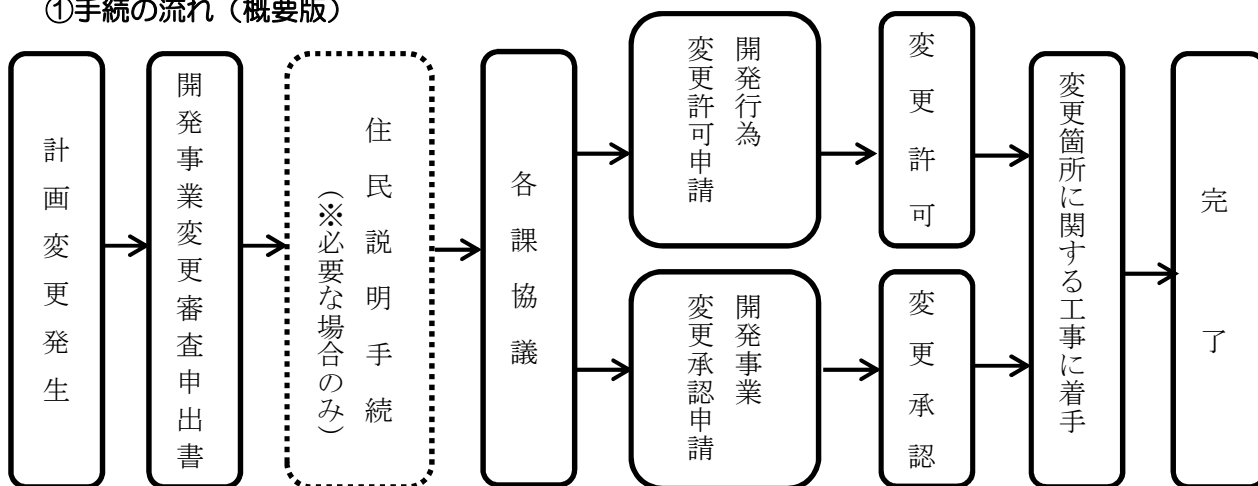 ①手続の流れ（概要版）
計画変更発生
開発事業変更審査申出書
住民説明手続
（※必要な場合のみ）
各課協議
開発行為
変更許可申請
変更許可
開発事業
変更承認申請
変更承認
変更箇所に関する工事に着手
完了